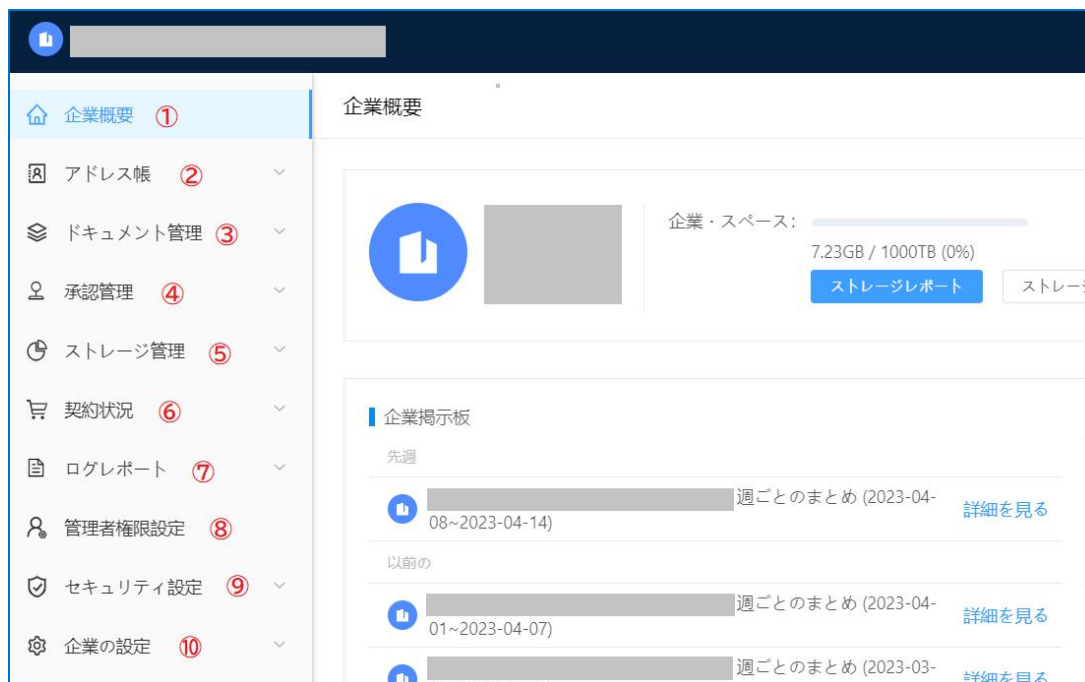 企業概要 ①
アドレス帳 ②
ドキュメント管理 ③
承認管理 ④
ストレージ管理 ⑤
契約状況 ⑥
ログレポート ⑦
管理者権限設定 ⑧
セキュリティ設定 ⑨
企業の設定 ⑩
企業概要
企業・スペース:
7.23GB / 1000TB (0%)
ストレージレポート
ストレー
企業掲示板
先週
週ごとのまとめ (2023-04-
08~2023-04-14)
詳細を見る
以前の
週ごとのまとめ (2023-04-
01~2023-04-07)
詳細を見る
週ごとのまとめ (2023-03-
詳細を見る